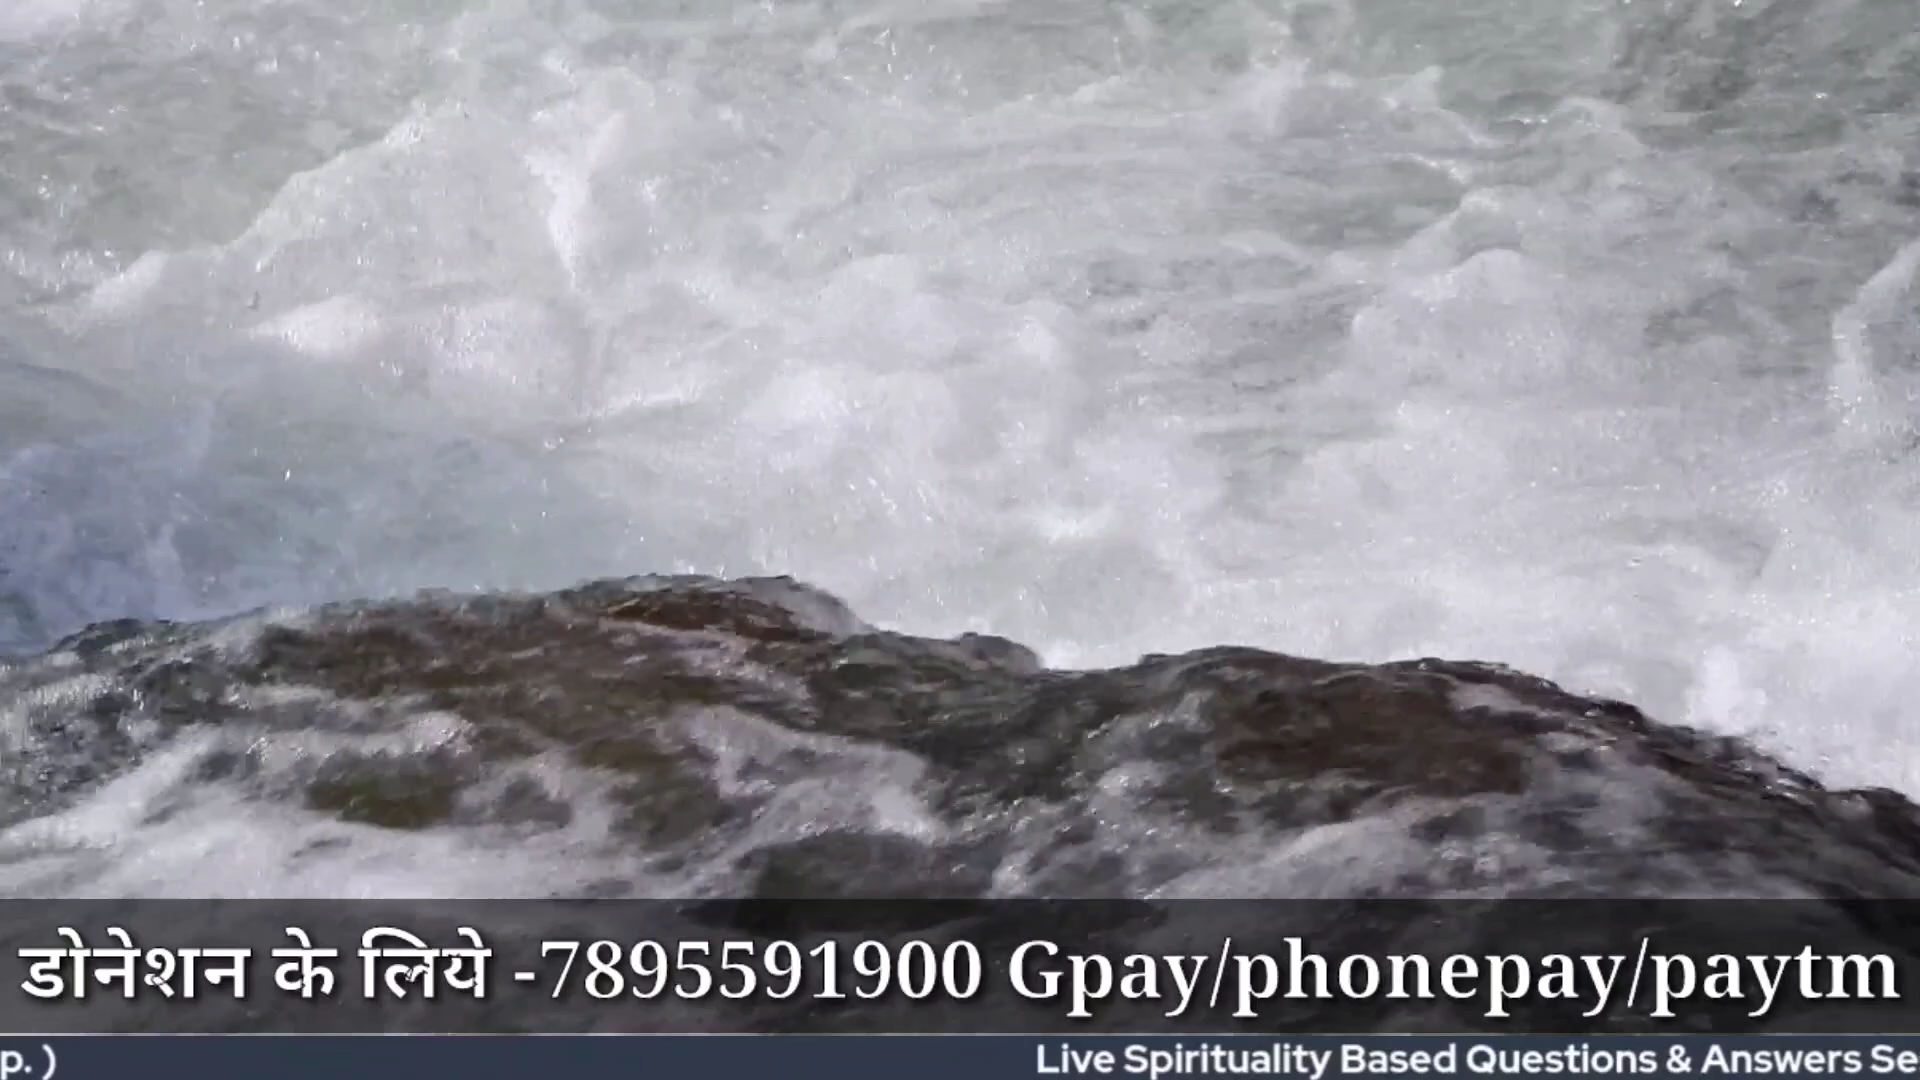 डोनेशन के लिये -7895591900 Gpay/phonepay/paytm
p. ) Live Spirituality Based Questions & Answers Se